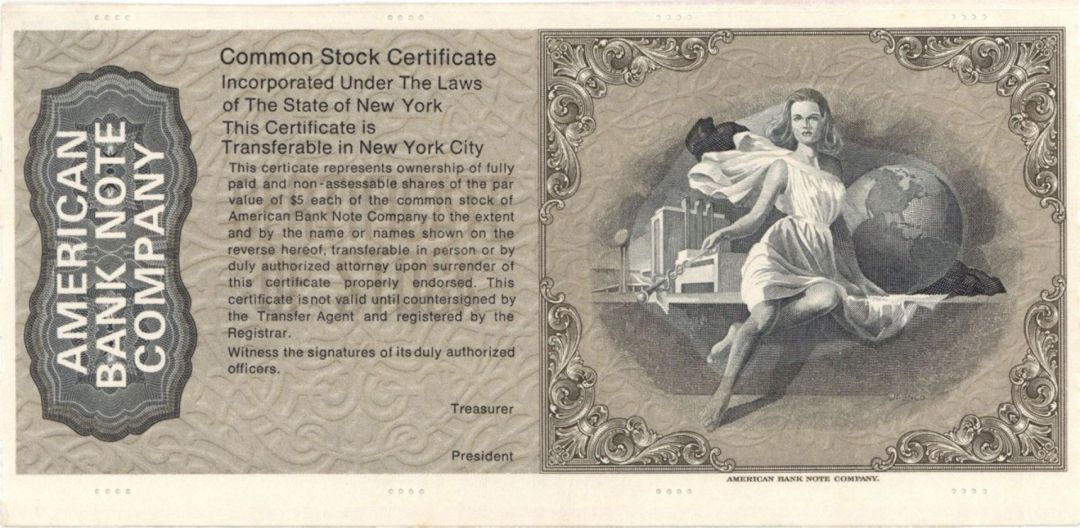 AMERICAN
BANK NOTE
COMPANY
Common Stock Certificate
Incorporated Under The Laws
of The State of New York
This Certificate is
Transferable in New York City
This certicate represents ownership of fully
paid and non-assessable shares of the par
value of $5 each of the common stock of
American Bank Note Company to the extent
and by the name or names shown on the
reverse hereof, transferable in person or by
duly authorized attorney upon surrender of
this certificate properly endorsed. This
certificate is not valid until countersigned by
the Transfer Agent and registered by the
Registrar.
Witness the signatures of its duly authorized
officers.
Treasurer
President
AMERICAN BANK NOTE COMPANY.